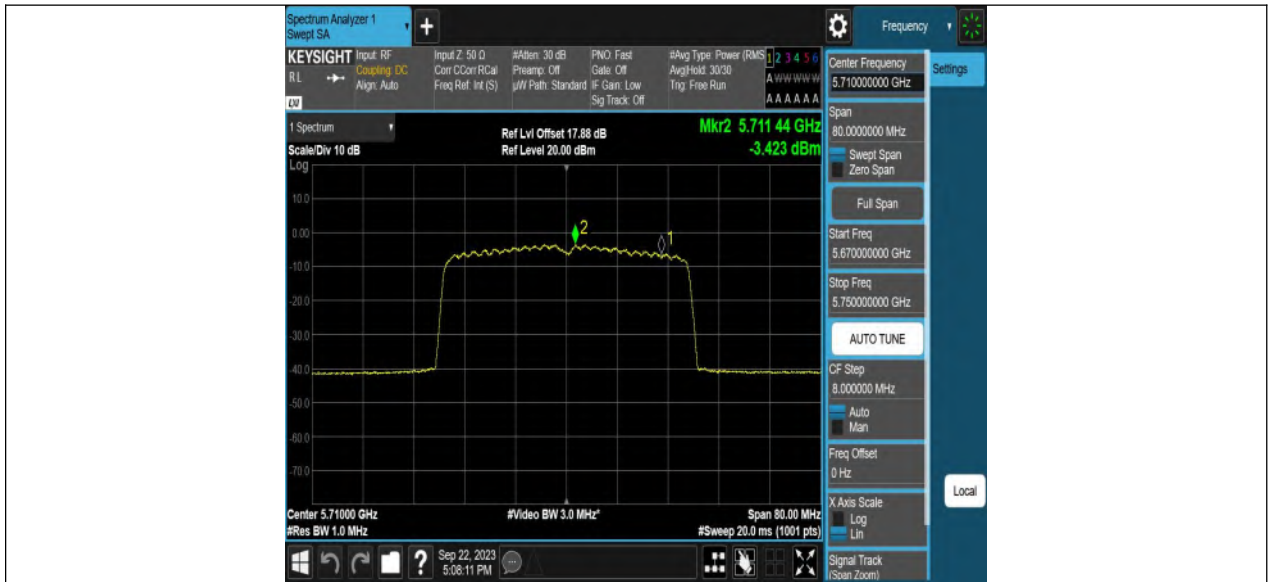 Spectrum Analyzer 1
Swept SA
+
Frequency
KEYSIGHT
RL
LXI
Input: RF
Coupling: DC
Align: Auto
Input Z: 50 Ω
Corr CCorr RCal
Freq Ref: Int (S)
#Atten: 30 dB
Preamp: Off
µW Path: Standard
PNO: Fast
Gate: Off
IF Gain: Low
Sig Track: Off
#Avg Type: Power (RMS
Avg|Hold: 30/30
Trig: Free Run
1 2 3 4 5 6
A W W W W W
A A A A A A
1 Spectrum
Scale/Div 10 dB
Ref Lvl Offset 17.88 dB
Ref Level 20.00 dBm
Mkr2 5.711 44 GHz
-3.423 dBm
Log
10.0
0.00
-10.0
-20.0
-30.0
-40.0
-50.0
-60.0
-70.0
2
1
Center 5.71000 GHz
#Res BW 1.0 MHz
#Video BW 3.0 MHz*
Span 80.00 MHz
#Sweep 20.0 ms (1001 pts)
?
Sep 22, 2023
5:08:11 PM
Center Frequency
5.710000000 GHz
Settings
Span
80.0000000 MHz
Swept Span
Zero Span
Full Span
Start Freq
5.670000000 GHz
Stop Freq
5.750000000 GHz
AUTO TUNE
CF Step
8.000000 MHz
Auto
Man
Freq Offset
0 Hz
X Axis Scale
Log
Lin
Signal Track
(Span Zoom)
Local